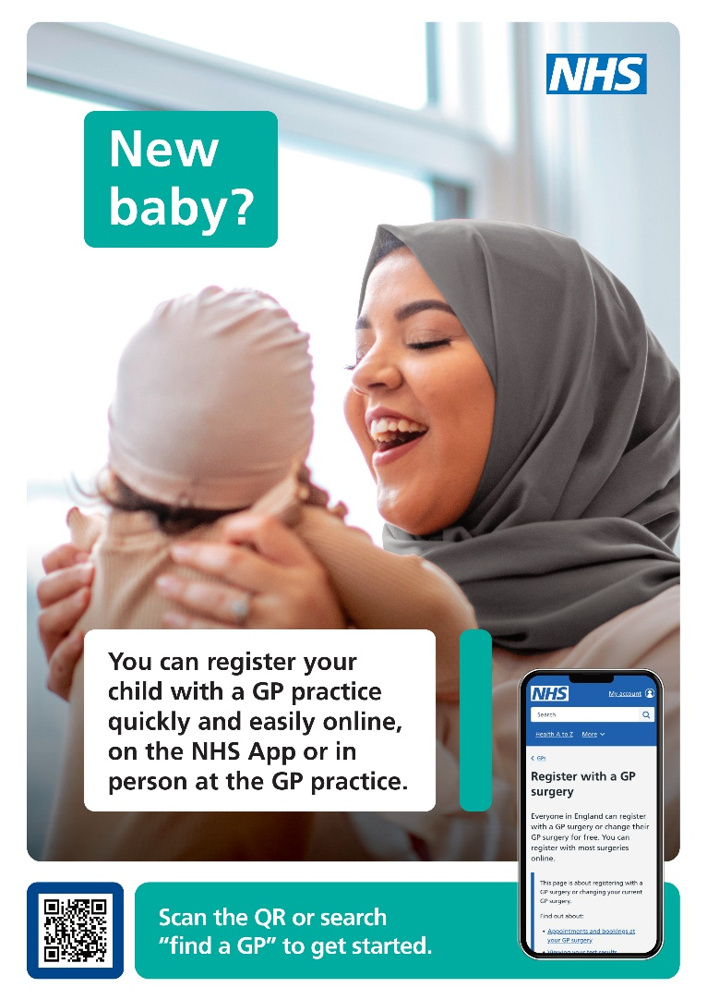 NHS
New
baby?
You can register your
child with a GP practice
quickly and easily online,
on the NHS App or in
person at the GP practice.
NHS
My account
Search
Health A to Z More
GPs
Register with a GP
surgery
Everyone in England can register
with a GP surgery or change their
GP surgery for free. You can
register with most surgeries
online.
This page is about registering with a
GP surgery or changing your current
GP surgery.
Find out about:
• Appointments and bookings at
your GP surgery
• Viewing your test results
Scan the QR or search
“find a GP” to get started.